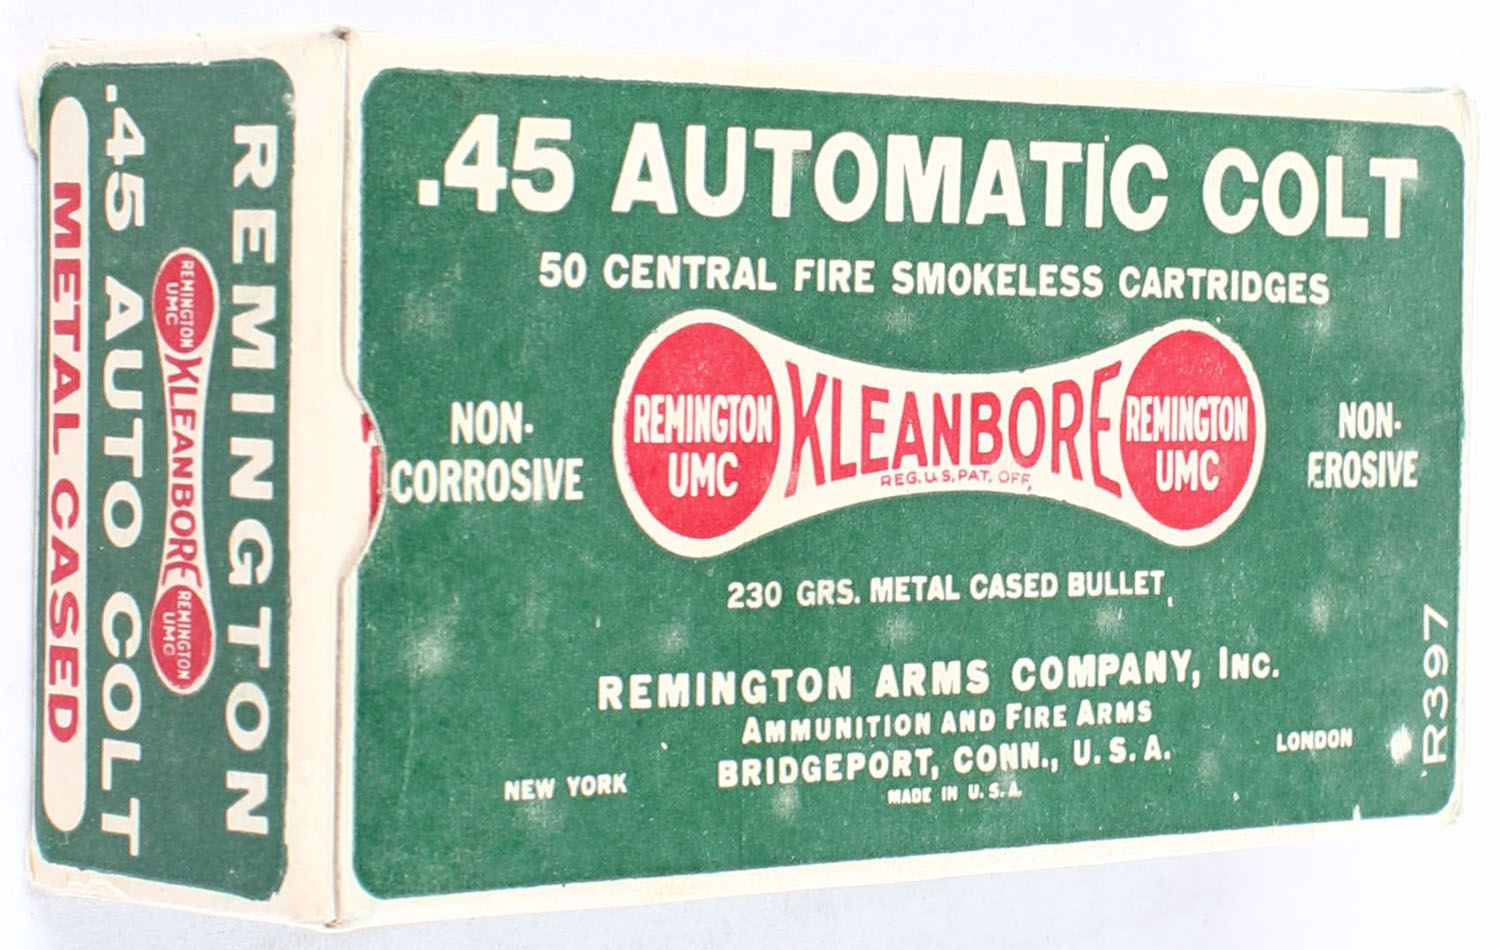 REMINGTON
REMINGTON
UMC
KLEANBORE
REMINGTON
UMC
.45 AUTO COLT
METAL CASED
.45 AUTOMATIC COLT
50 CENTRAL FIRE SMOKELESS CARTRIDGES
NON-
CORROSIVE
REMINGTON
UMC
KLEANBORE
REG. U.S. PAT. OFF.
REMINGTON
UMC
NON-
EROSIVE
230 GRS. METAL CASED BULLET
REMINGTON ARMS COMPANY, INC.
AMMUNITION AND FIRE ARMS
BRIDGEPORT, CONN., U. S. A.
MADE IN U. S. A.
NEW YORK
LONDON
R397